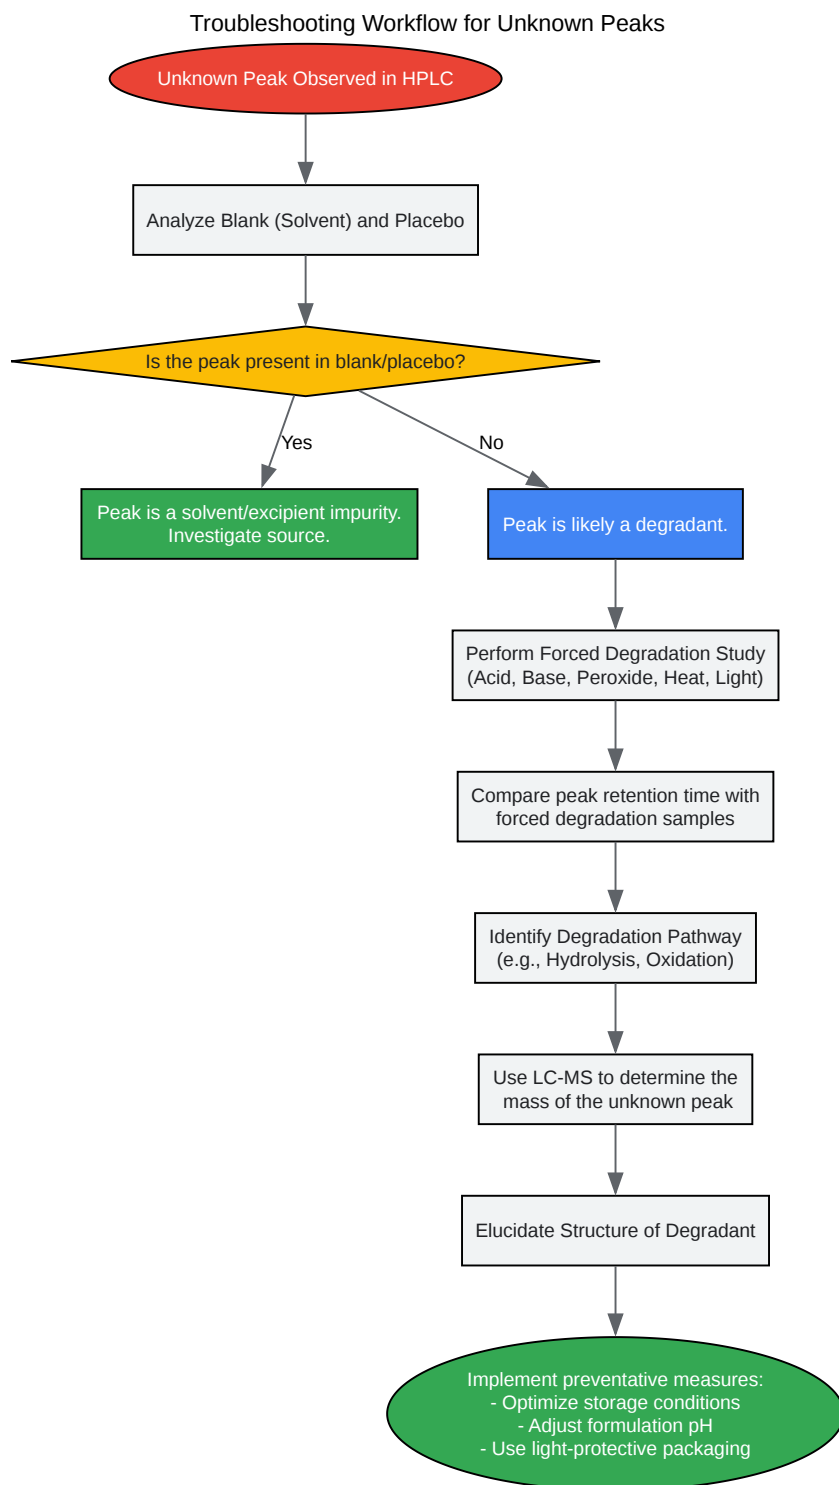 Troubleshooting Workflow for Unknown Peaks
Unknown Peak Observed in HPLC
Analyze Blank (Solvent) and Placebo
Is the peak present in blank/placebo?
Yes
No
Peak is a solvent/excipient impurity.
Investigate source.
Peak is likely a degradant.
Perform Forced Degradation Study
(Acid, Base, Peroxide, Heat, Light)
Compare peak retention time with
forced degradation samples
Identify Degradation Pathway
(e.g., Hydrolysis, Oxidation)
Use LC-MS to determine the
mass of the unknown peak
Elucidate Structure of Degradant
Implement preventative measures:
- Optimize storage conditions
- Adjust formulation pH
- Use light-protective packaging